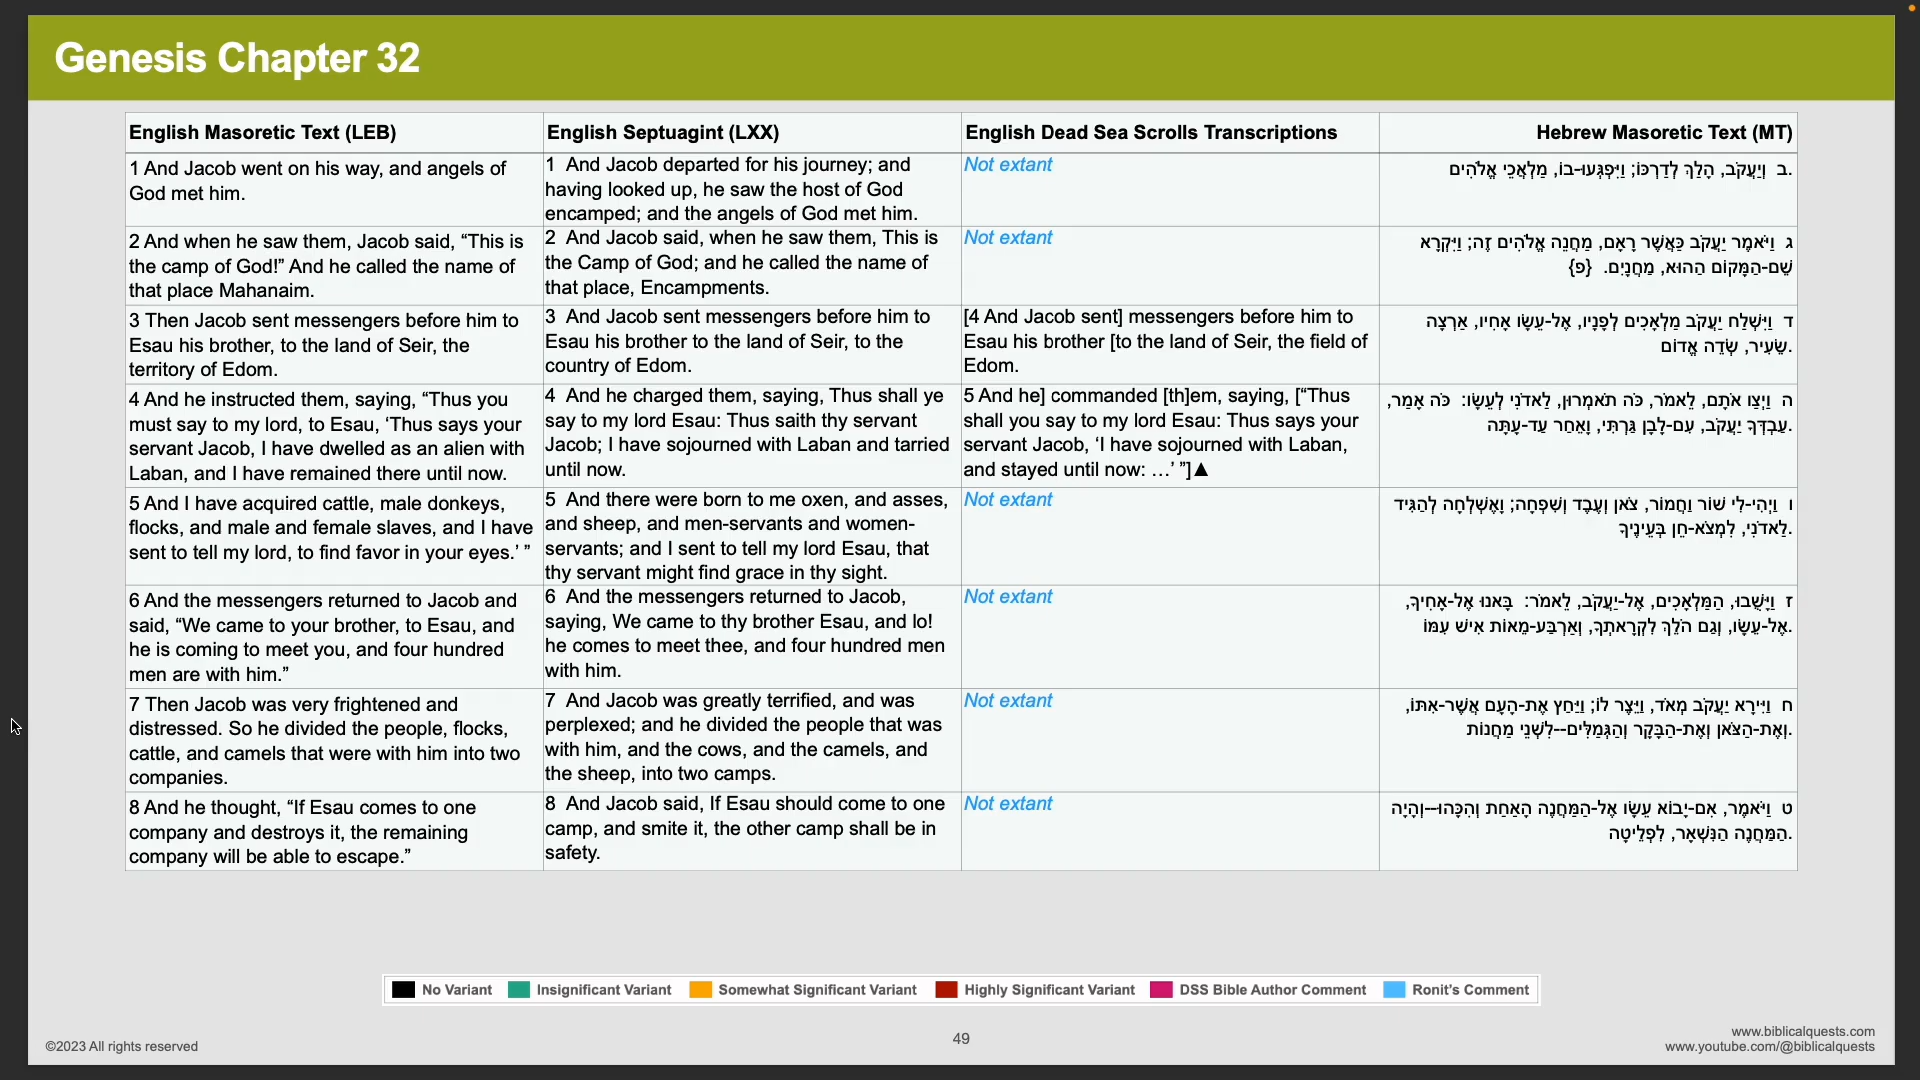 Genesis Chapter 32
English Masoretic Text (LEB)
English Septuagint (LXX)
English Dead Sea Scrolls Transcriptions
Hebrew Masoretic Text (MT)
1 And Jacob went on his way, and angels of
God met him.
1 And Jacob departed for his journey; and
having looked up, he saw the host of God
encamped; and the angels of God met him.
Not extant
ב וְיַעֲקֹב, הָלַךְ לְדַרְכּוֹ; וַיִּפְגְּעוּ-בוֹ, מַלְאֲכֵי אֱלֹהִים.
2 And when he saw them, Jacob said, “This is
the camp of God!” And he called the name of
that place Mahanaim.
2 And Jacob said, when he saw them, This is
the Camp of God; and he called the name of
that place, Encampments.
Not extant
ג וַיֹּאמֶר יַעֲקֹב כַּאֲשֶׁר רָאָם, מַחֲנֵה אֱלֹהִים זֶה; וַיִּקְרָא
שֵׁם-הַמָּקוֹם הַהוּא, מַחֲנָיִם. {פ}
3 Then Jacob sent messengers before him to
Esau his brother, to the land of Seir, the
territory of Edom.
3 And Jacob sent messengers before him to
Esau his brother to the land of Seir, to the
country of Edom.
[4 And Jacob sent] messengers before him to
Esau his brother [to the land of Seir, the field of
Edom.
ד וַיִּשְׁלַח יַעֲקֹב מַלְאָכִים לְפָנָיו, אֶל-עֵשָׂו אָחִיו, אַרְצָה
שֵׂעִיר, שְׂדֵה אֱדוֹם.
4 And he instructed them, saying, “Thus you
must say to my lord, to Esau, ‘Thus says your
servant Jacob, I have dwelled as an alien with
Laban, and I have remained there until now.
4 And he charged them, saying, Thus shall ye
say to my lord Esau: Thus saith thy servant
Jacob; I have sojourned with Laban and tarried
until now.
5 And he] commanded [th]em, saying, [“Thus
shall you say to my lord Esau: Thus says your
servant Jacob, ‘I have sojourned with Laban,
and stayed until now: …’ ”]▲
ה וַיְצַו אֹתָם, לֵאמֹר, כֹּה תֹאמְרוּן, לַאדֹנִי לְעֵשָׂו: כֹּה אָמַר,
עַבְדְּךָ יַעֲקֹב, עִם-לָבָן גַּרְתִּי, וָאֵחַר עַד-עָתָּה.
5 And I have acquired cattle, male donkeys,
flocks, and male and female slaves, and I have
sent to tell my lord, to find favor in your eyes.’ ”
5 And there were born to me oxen, and asses,
and sheep, and men-servants and women-
servants; and I sent to tell my lord Esau, that
thy servant might find grace in thy sight.
Not extant
ו וַיְהִי-לִי שׁוֹר וַחֲמוֹר, צֹאן וְעֶבֶד וְשִׁפְחָה; וָאֶשְׁלְחָה לְהַגִּיד
לַאדֹנִי, לִמְצֹא-חֵן בְּעֵינֶיךָ.
6 And the messengers returned to Jacob and
said, “We came to your brother, to Esau, and
he is coming to meet you, and four hundred
men are with him.”
6 And the messengers returned to Jacob,
saying, We came to thy brother Esau, and lo!
he comes to meet thee, and four hundred men
with him.
Not extant
ז וַיָּשֻׁבוּ, הַמַּלְאָכִים, אֶל-יַעֲקֹב, לֵאמֹר: בָּאנוּ אֶל-אָחִיךָ,
אֶל-עֵשָׂו, וְגַם הֹלֵךְ לִקְרָאתְךָ, וְאַרְבַּע-מֵאוֹת אִישׁ עִמּוֹ.
7 Then Jacob was very frightened and
distressed. So he divided the people, flocks,
cattle, and camels that were with him into two
companies.
7 And Jacob was greatly terrified, and was
perplexed; and he divided the people that was
with him, and the cows, and the camels, and
the sheep, into two camps.
Not extant
ח וַיִּירָא יַעֲקֹב מְאֹד, וַיֵּצֶר לוֹ; וַיַּחַץ אֶת-הָעָם אֲשֶׁר-אִתּוֹ,
וְאֶת-הַצֹּאן וְאֶת-הַבָּקָר וְהַגְּמַלִּים--לִשְׁנֵי מַחֲנוֹת.
8 And he thought, “If Esau comes to one
company and destroys it, the remaining
company will be able to escape.”
8 And Jacob said, If Esau should come to one
camp, and smite it, the other camp shall be in
safety.
Not extant
ט וַיֹּאמֶר, אִם-יָבוֹא עֵשָׂו אֶל-הַמַּחֲנֶה הָאַחַת וְהִכָּהוּ--וְהָיָה
הַמַּחֲנֶה הַנִּשְׁאָר, לִפְלֵיטָה.
No Variant
Insignificant Variant
Somewhat Significant Variant
Highly Significant Variant
DSS Bible Author Comment
Ronit’s Comment
©2023 All rights reserved
49
www.biblicalquests.com
www.youtube.com/@biblicalquests